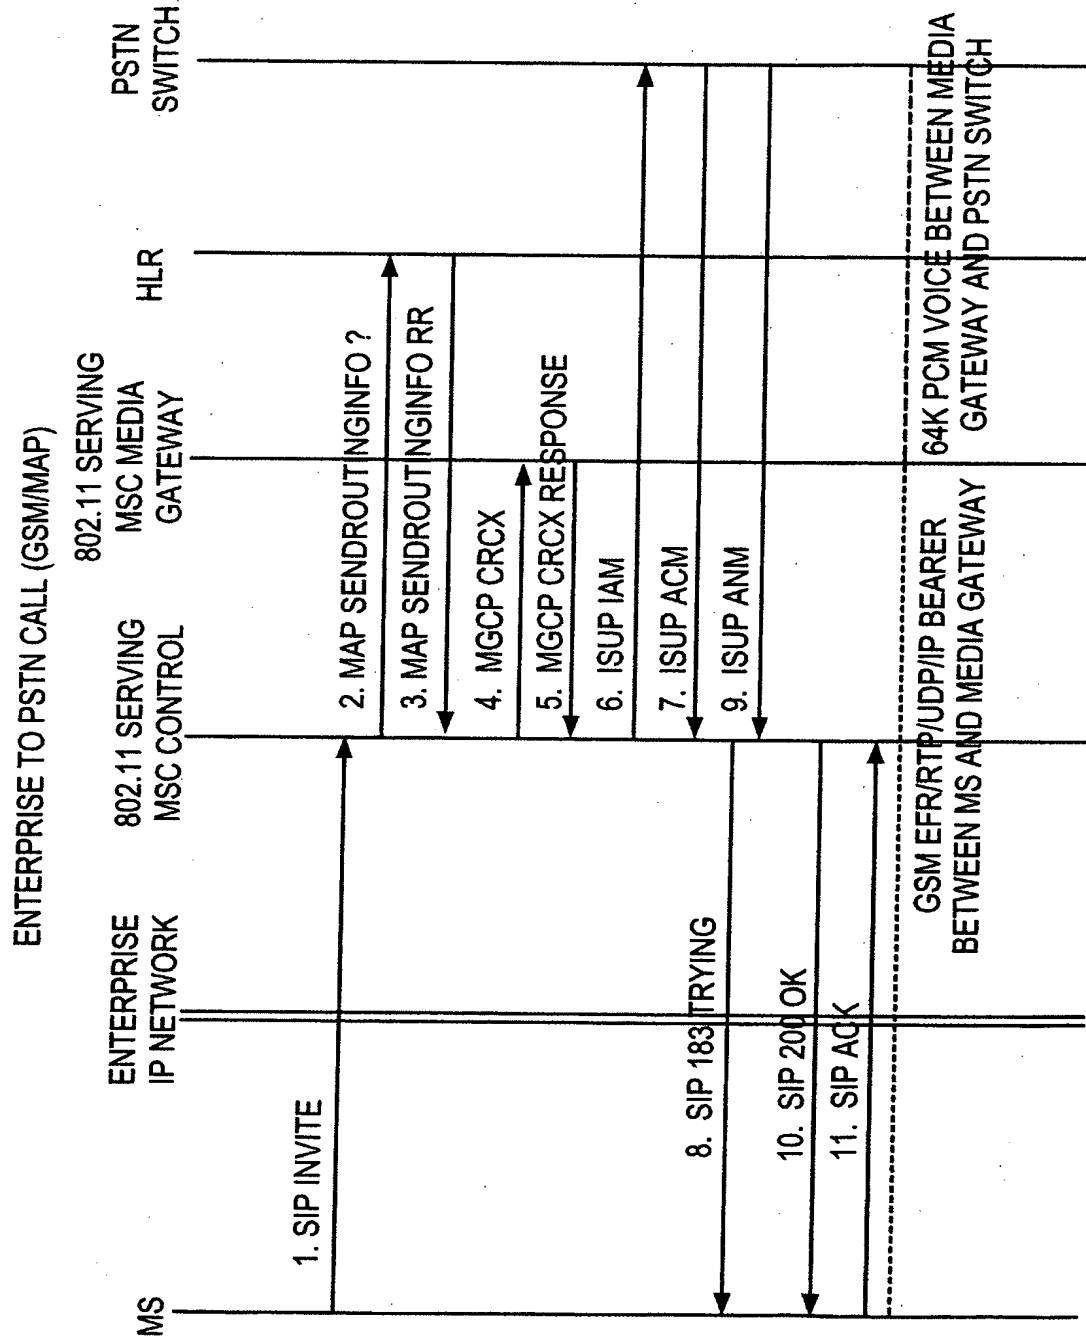 ENTERPRISE TO PSTN CALL (GSM/MAP)
MS
ENTERPRISE
IP NETWORK
802.11 SERVING
MSC CONTROL
802.11 SERVING
MSC MEDIA
GATEWAY
HLR
PSTN
SWITCH
1. SIP INVITE
2. MAP SENDROUTINGINFO ?
3. MAP SENDROUTINGINFO RR
4. MGCP CRCX
5. MGCP CRCX RESPONSE
6. ISUP IAM
7. ISUP ACM
8. SIP 183 TRYING
9. ISUP ANM
10. SIP 200 OK
11. SIP ACK
GSM EFR/RTP/UDP/IP BEARER
BETWEEN MS AND MEDIA GATEWAY
64K PCM VOICE BETWEEN MEDIA
GATEWAY AND PSTN SWITCH